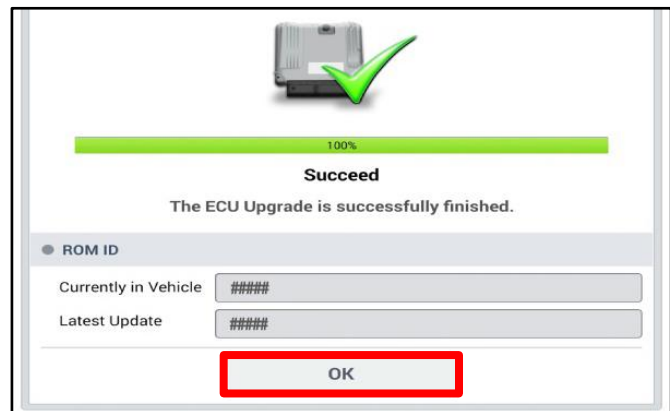 100%
Succeed
The ECU Upgrade is successfully finished.
ROM ID
Currently in Vehicle #####
Latest Update #####
OK